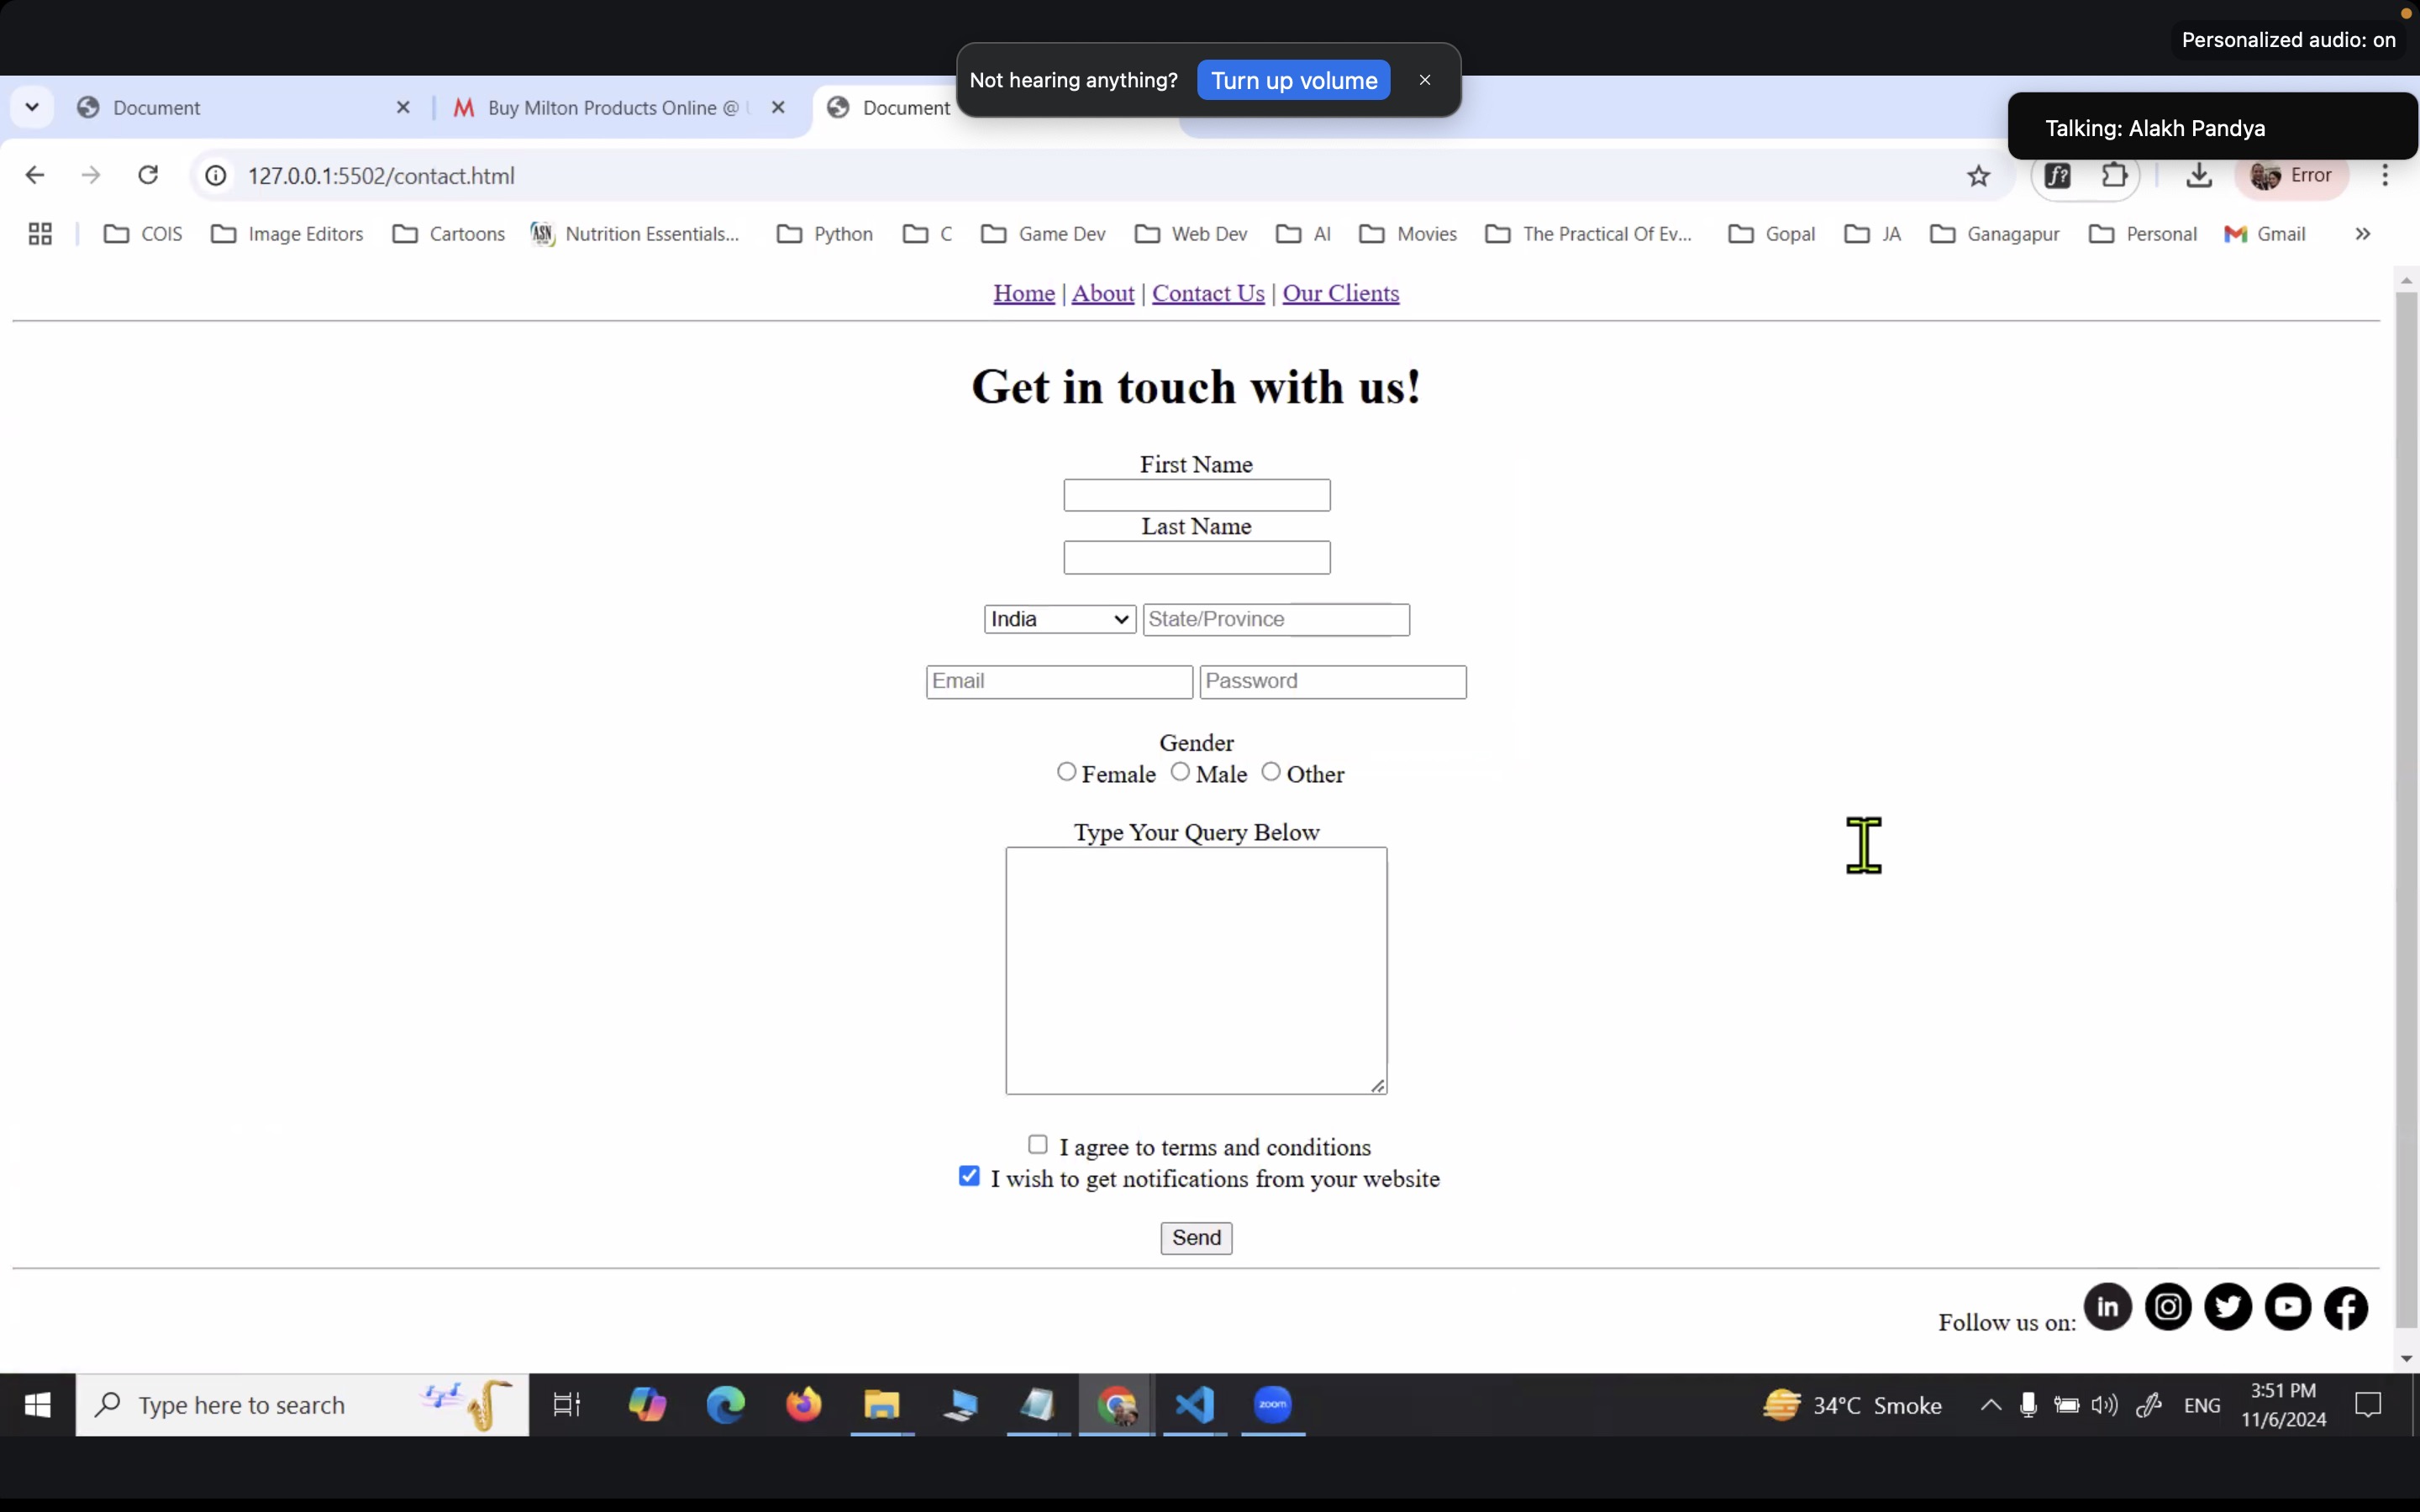 Personalized audio: on
Not hearing anything? Turn up volume
Document Buy Milton Products Online @ Document
Talking: Alakh Pandya
127.0.0.1:5502/contact.html f? Error
COIS Image Editors Cartoons ASN Nutrition Essentials... Python C Game Dev Web Dev AI Movies The Practical Of Ev... Gopal JA Ganagapur Personal Gmail »
Home | About | Contact Us | Our Clients
Get in touch with us!
First Name
Last Name
India State/Province
Email Password
Gender
Female Male Other
Type Your Query Below
I agree to terms and conditions
I wish to get notifications from your website
Send
Follow us on: in
Type here to search zoom 34°C Smoke ENG 3:51 PM
11/6/2024